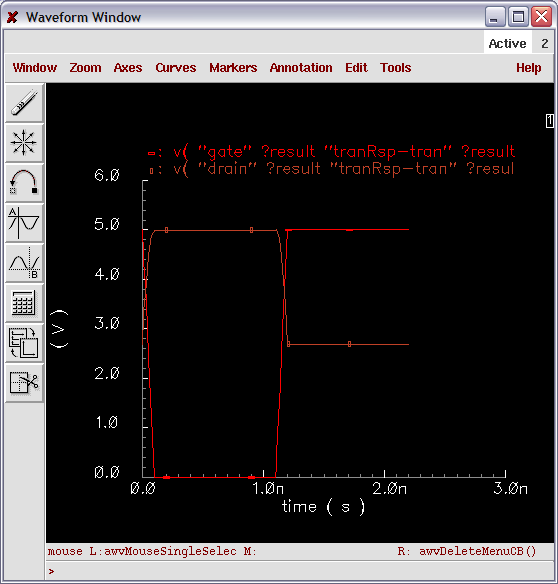 Waveform Window
Active 2
Window Zoom Axes Curves Markers Annotation Edit Tools Help
1
-: v( "gate" ?result "tranRsp-tran" ?result
▯: v( "drain" ?result "tranRsp-tran" ?resul
6.0
5.0
4.0
3.0
2.0
1.0
0.0
(V)
0.0 1.0n 2.0n 3.0n
time ( s )
A
B
mouse L:awvMouseSingleSelec M: R: awvDeleteMenuCB()
>